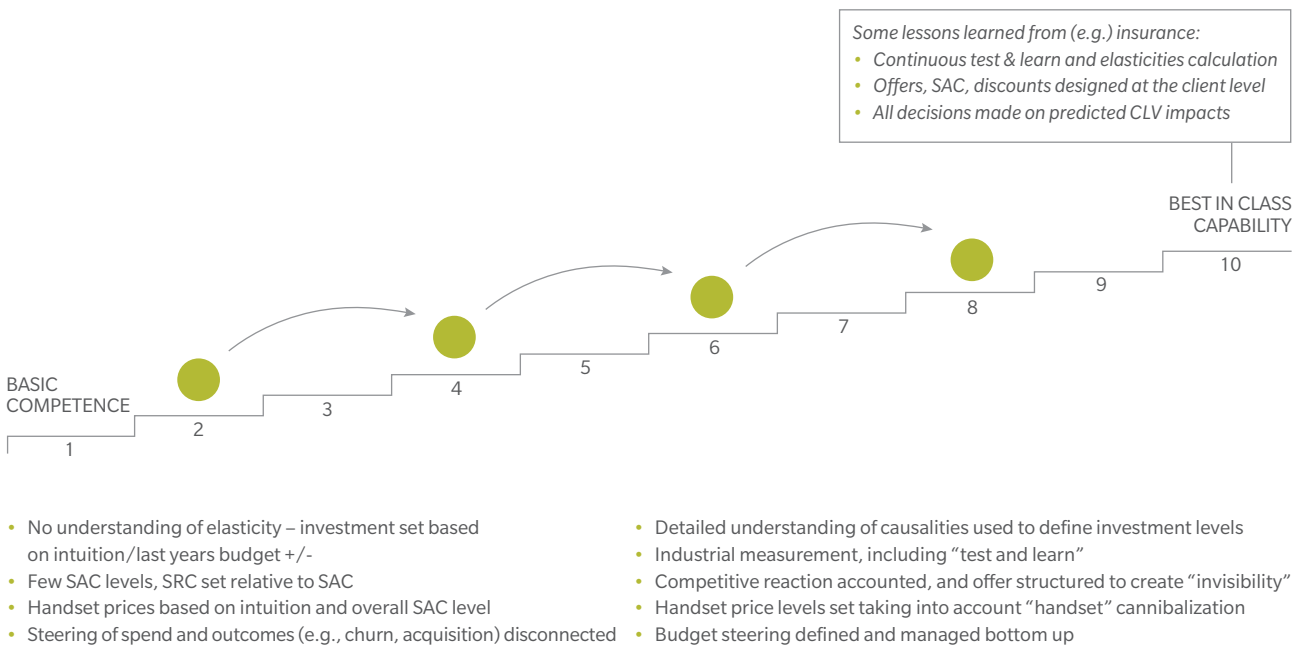 Some lessons learned from (e.g.) insurance:
• Continuous test & learn and elasticities calculation
• Offers, SAC, discounts designed at the client level
• All decisions made on predicted CLV impacts
BEST IN CLASS
CAPABILITY
10
9
8
7
6
5
4
3
2
1
BASIC
COMPETENCE
• No understanding of elasticity – investment set based
on intuition/last years budget +/-
• Few SAC levels, SRC set relative to SAC
• Handset prices based on intuition and overall SAC level
• Steering of spend and outcomes (e.g., churn, acquisition) disconnected
• Detailed understanding of causalities used to define investment levels
• Industrial measurement, including “test and learn”
• Competitive reaction accounted, and offer structured to create “invisibility”
• Handset price levels set taking into account “handset” cannibalization
• Budget steering defined and managed bottom up